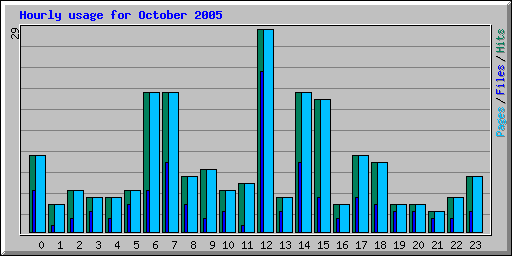 Hourly usage for October 2005
29
Pages/Files/Hits
0 1 2 3 4 5 6 7 8 9 10 11 12 13 14 15 16 17 18 19 20 21 22 23